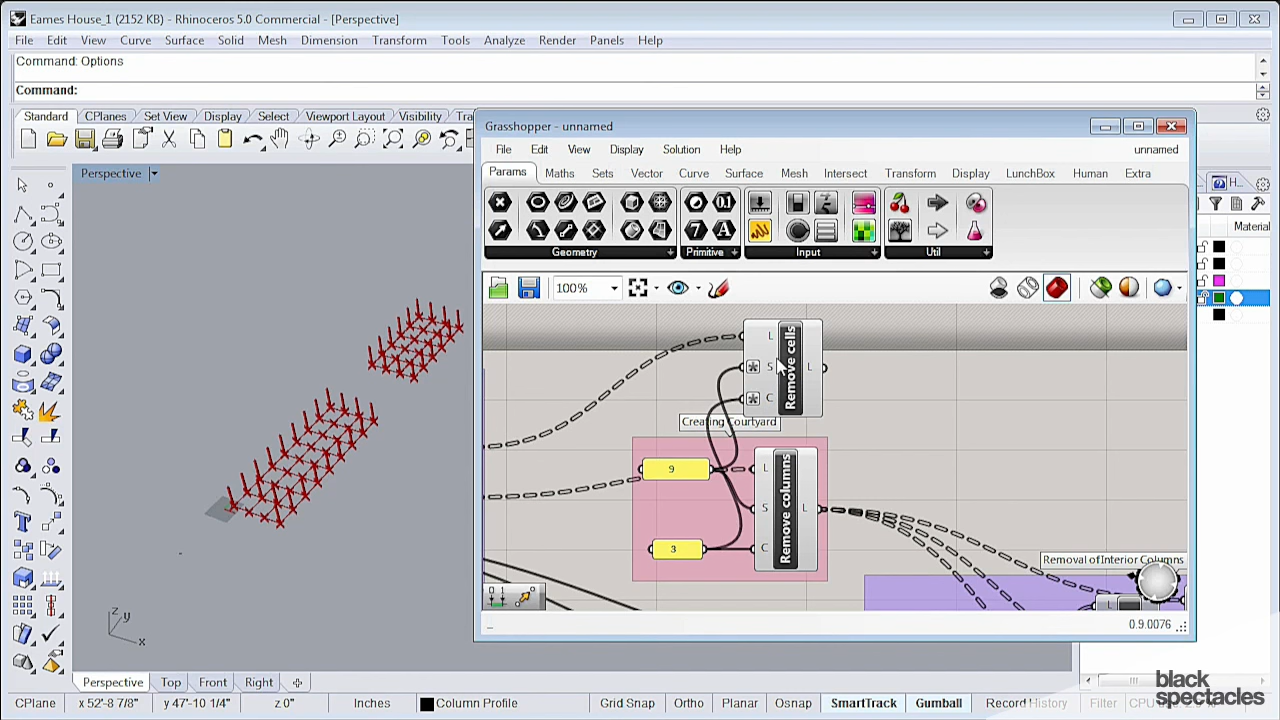 Eames House_1 (2152 KB) - Rhinoceros 5.0 Commercial - [Perspective]
File Edit View Curve Surface Solid Mesh Dimension Transform Tools Analyze Render Panels Help
Command: Options
Command:
Standard CPlanes Set View Display Select Viewport Layout Visibility Tra
Perspective
Grasshopper - unnamed
File Edit View Display Solution Help unnamed
Params Maths Sets Vector Curve Surface Mesh Intersect Transform Display LunchBox Human Extra
Geometry Primitive Input Util
100%
H...
Material
L
S
C
Remove cells
L
Creating Courtyard
9
3
L
S
C
Remove columns
L
Removal of Interior Columns
L
0.9.0076
z
y
x
Perspective Top Front Right
CPlane x 52'-8 7/8" y 47'-10 1/4" z 0" Inches ColumnProfile Grid Snap Ortho Planar Osnap SmartTrack Gumball Record History Filter
black
spectacles